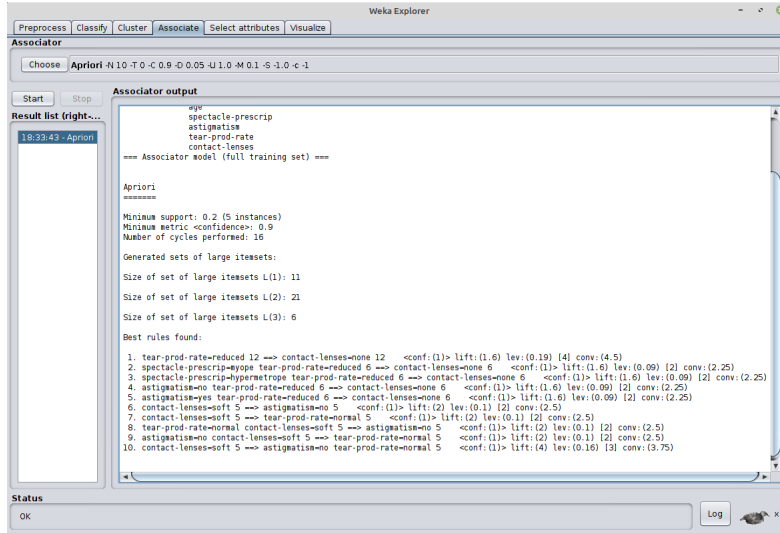 Weka Explorer
Preprocess Classify Cluster Associate Select attributes Visualize
Associator
Choose Apriori -N 10 -T 0 -C 0.9 -D 0.05 -U 1.0 -M 0.1 -S -1.0 -c -1
Start Stop
Result list (right-...
18:33:43 - Apriori
Associator output
age
spectacle-prescrip
astigmatism
tear-prod-rate
contact-lenses
=== Associator model (full training set) ===
Apriori
=======
Minimum support: 0.2 (5 instances)
Minimum metric <confidence>: 0.9
Number of cycles performed: 16
Generated sets of large itemsets:
Size of set of large itemsets L(1): 11
Size of set of large itemsets L(2): 21
Size of set of large itemsets L(3): 6
Best rules found:
1. tear-prod-rate=reduced 12 ==> contact-lenses=none 12 <conf:(1)> lift:(1.6) lev:(0.19) [4] conv:(4.5)
2. spectacle-prescrip=myope tear-prod-rate=reduced 6 ==> contact-lenses=none 6 <conf:(1)> lift:(1.6) lev:(0.09) [2] conv:(2.25)
3. spectacle-prescrip=hypermetrope tear-prod-rate=reduced 6 ==> contact-lenses=none 6 <conf:(1)> lift:(1.6) lev:(0.09) [2] conv:(2.25)
4. astigmatism=no tear-prod-rate=reduced 6 ==> contact-lenses=none 6 <conf:(1)> lift:(1.6) lev:(0.09) [2] conv:(2.25)
5. astigmatism=yes tear-prod-rate=reduced 6 ==> contact-lenses=none 6 <conf:(1)> lift:(1.6) lev:(0.09) [2] conv:(2.25)
6. contact-lenses=soft 5 ==> astigmatism=no 5 <conf:(1)> lift:(2) lev:(0.1) [2] conv:(2.5)
7. contact-lenses=soft 5 ==> tear-prod-rate=normal 5 <conf:(1)> lift:(2) lev:(0.1) [2] conv:(2.5)
8. tear-prod-rate=normal contact-lenses=soft 5 ==> astigmatism=no 5 <conf:(1)> lift:(2) lev:(0.1) [2] conv:(2.5)
9. astigmatism=no contact-lenses=soft 5 ==> tear-prod-rate=normal 5 <conf:(1)> lift:(2) lev:(0.1) [2] conv:(2.5)
10. contact-lenses=soft 5 ==> astigmatism=no tear-prod-rate=normal 5 <conf:(1)> lift:(4) lev:(0.16) [3] conv:(3.75)
Status
OK
Log
x